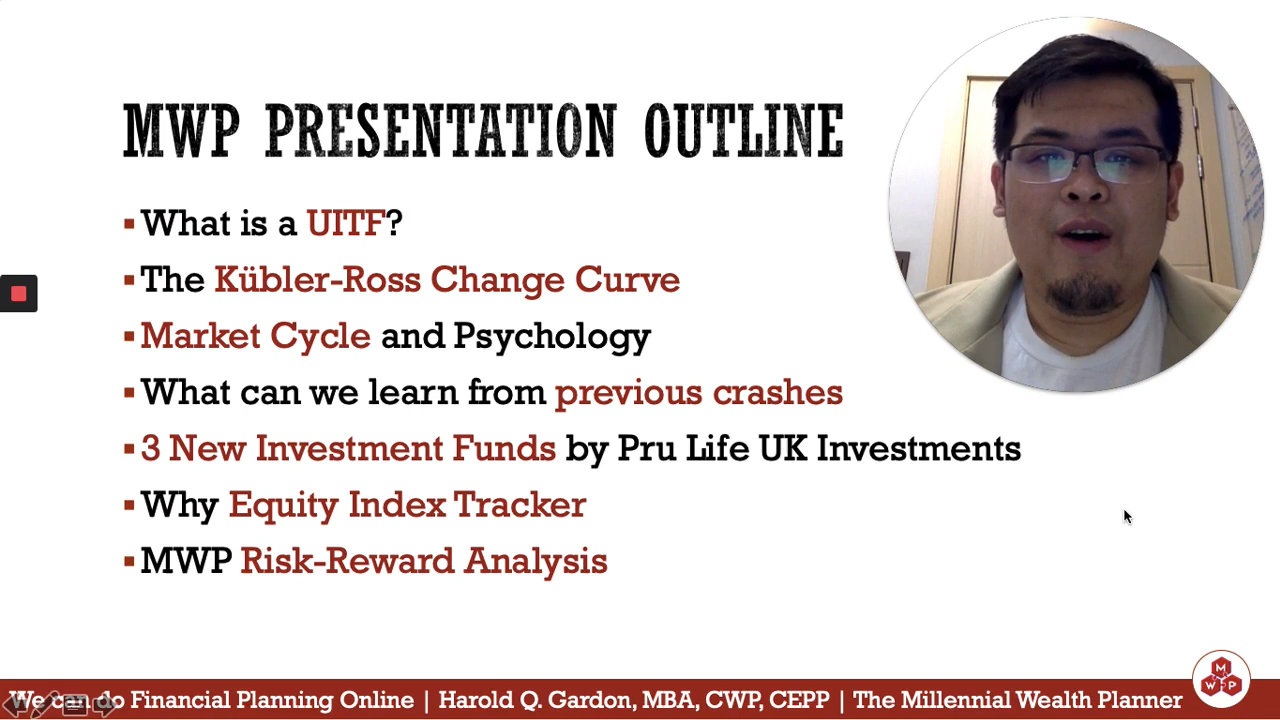 MWP PRESENTATION OUTLINE
▪What is a UITF?
▪The Kübler-Ross Change Curve
▪Market Cycle and Psychology
▪What can we learn from previous crashes
▪3 New Investment Funds by Pru Life UK Investments
▪Why Equity Index Tracker
▪MWP Risk-Reward Analysis
We can do Financial Planning Online | Harold Q. Gardon, MBA, CWP, CEPP | The Millennial Wealth Planner
M
W P